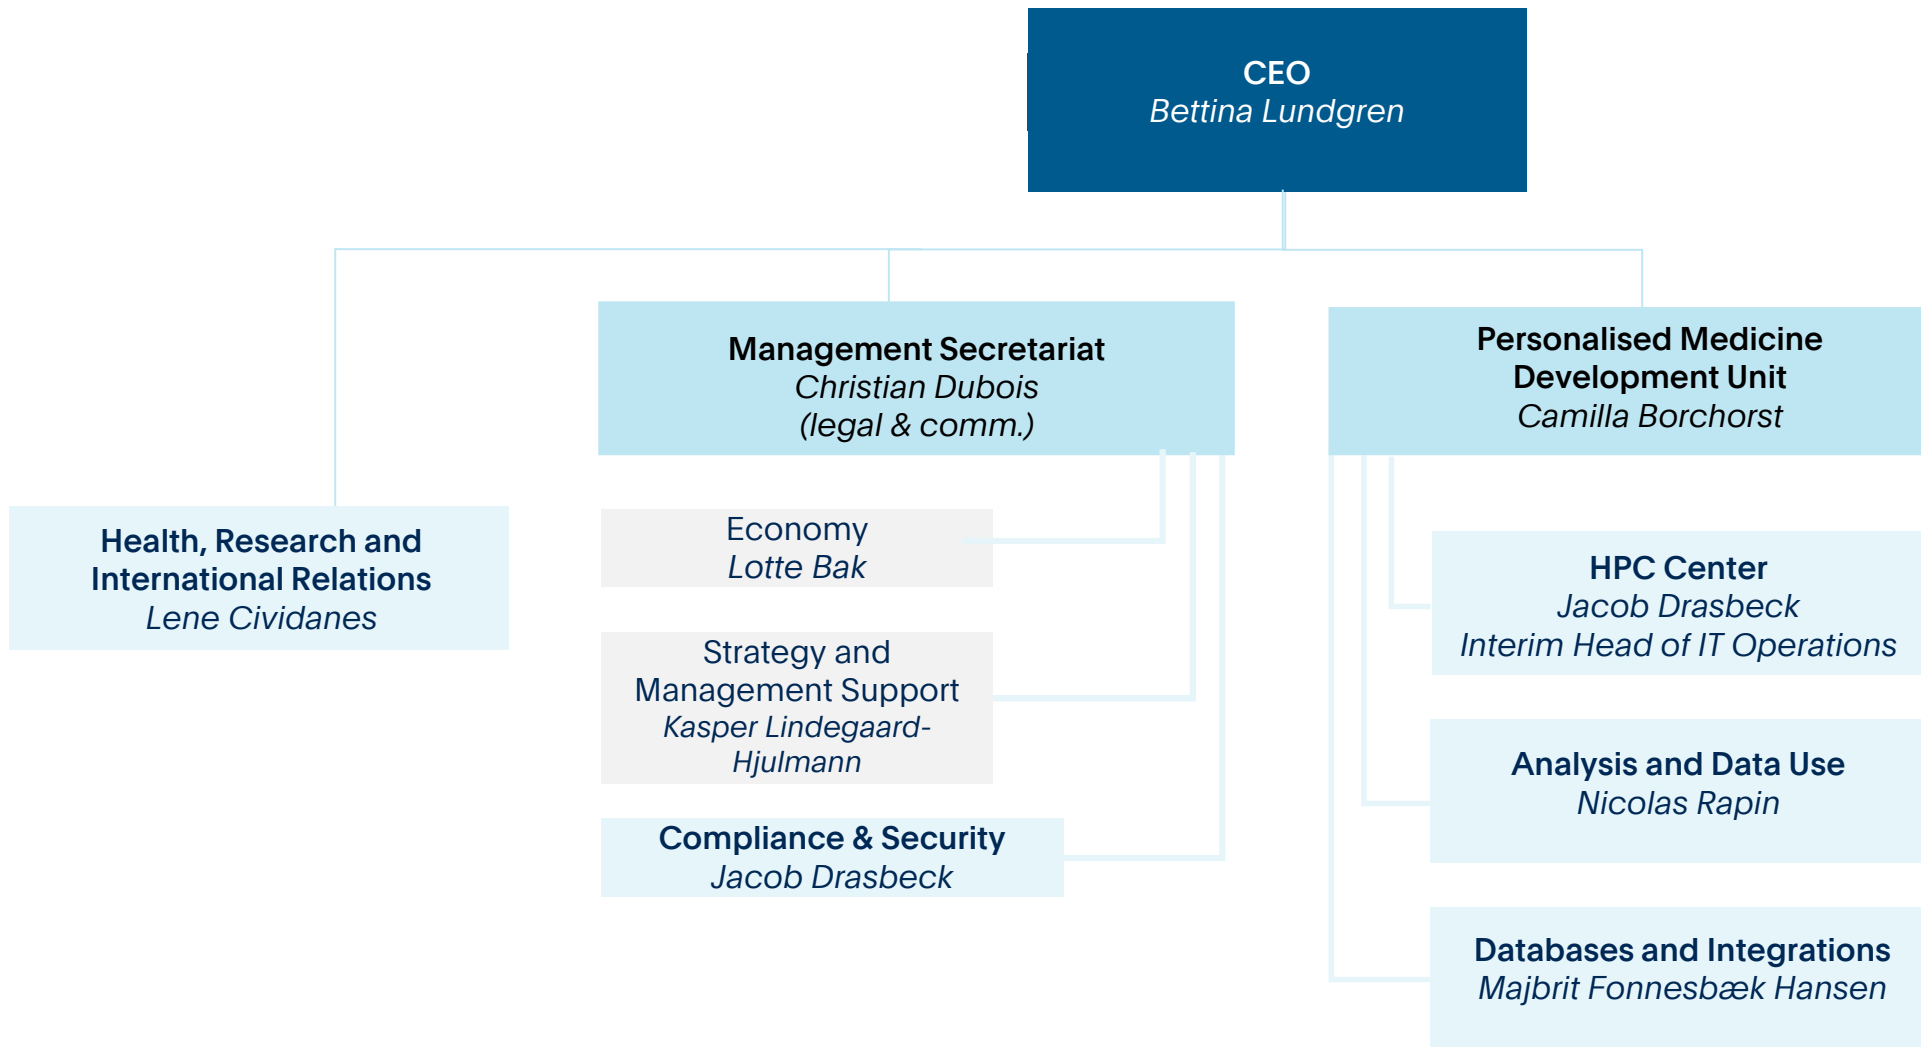 CEO
Bettina Lundgren
Management Secretariat
Christian Dubois
(legal & comm.)
Personalised Medicine
Development Unit
Camilla Borchorst
Health, Research and
International Relations
Lene Cividanes
Economy
Lotte Bak
Strategy and
Management Support
Kasper Lindegaard-
Hjulmann
Compliance & Security
Jacob Drasbeck
HPC Center
Jacob Drasbeck
Interim Head of IT Operations
Analysis and Data Use
Nicolas Rapin
Databases and Integrations
Majbrit Fonnesbæk Hansen